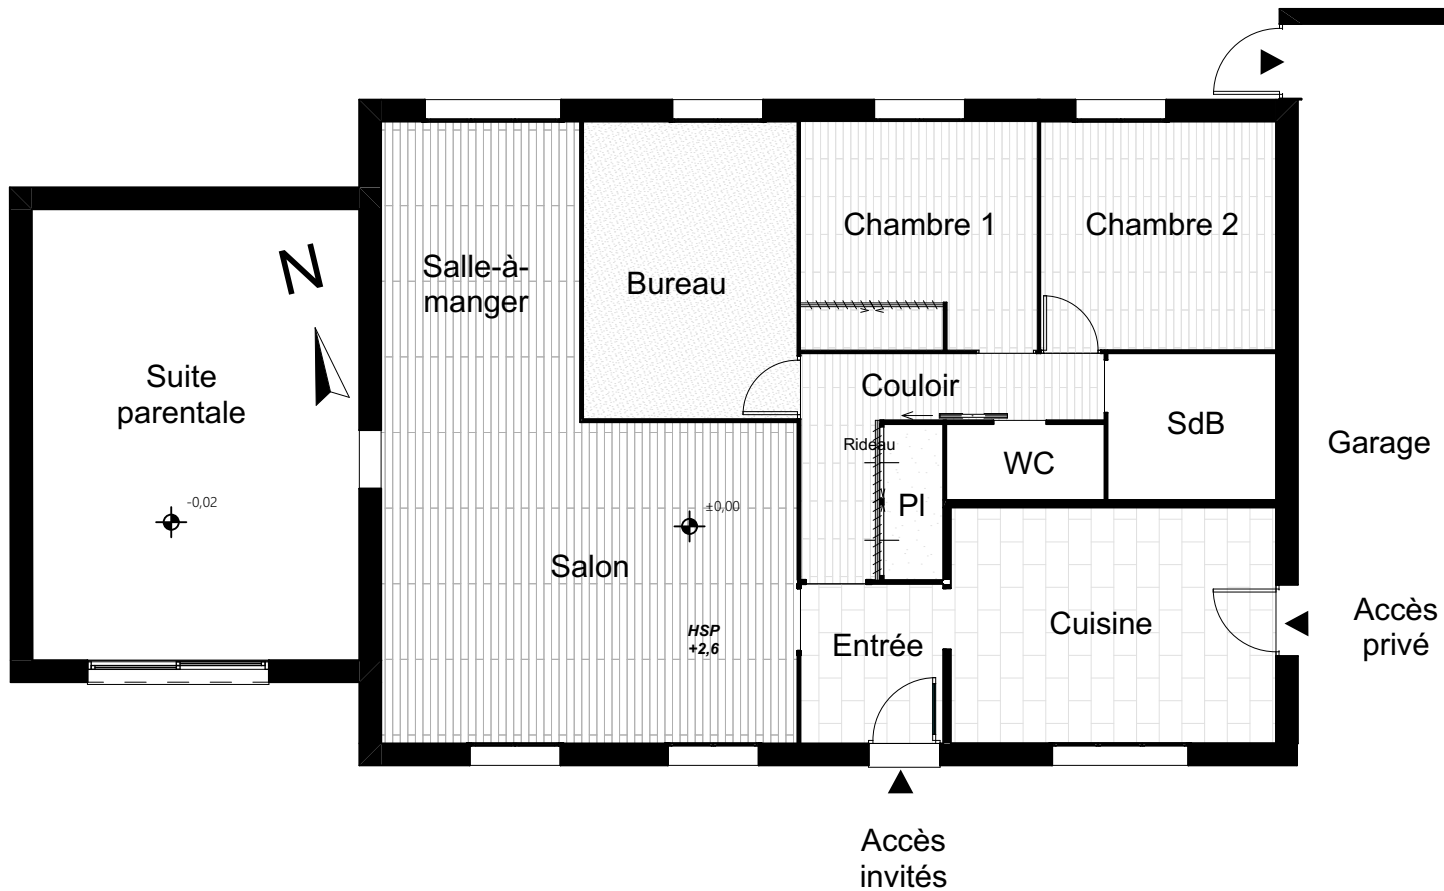 Chambre 1
Chambre 2
N
Salle-à-
manger
Bureau
Suite
parentale
Couloir
SdB
Rideau
WC
Garage
Pl
-0,02
±0,00
Salon
HSP
+2,6
Entrée
Cuisine
Accès
privé
Accès
invités